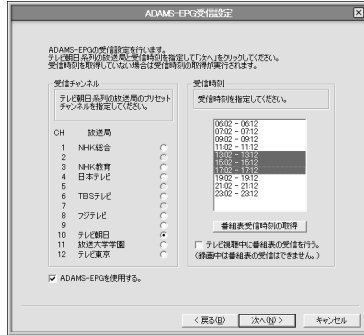 ADAMS-EPG受信設定
ADAMS-EPGの受信設定を行います。
テレビ朝日系列の放送局と受信時刻を指定して「次へ」をクリックしてください。
受信時刻を取得していない場合は受信時刻の取得が実行されます。
受信チャンネル
テレビ朝日系列の放送局のプリセット
チャンネルを指定してください。
CH 放送局
1 NHK総合
2
3 NHK教育
4 日本テレビ
5
6 TBSテレビ
7
8 フジテレビ
9
10 テレビ朝日
11 放送大学学園
12 テレビ東京
ADAMS-EPGを使用する。
受信時刻
受信時刻を指定してください。
06:02 - 06:12
07:02 - 07:12
09:02 - 09:12
11:02 - 11:12
13:02 - 13:12
15:02 - 15:12
17:02 - 17:12
19:02 - 19:12
21:02 - 21:12
23:02 - 23:12
番組表受信時刻の取得
テレビ視聴中に番組表の受信を行う。
(録画中は番組表の受信はできません。)
< 戻る(B)
次へ(N) >
キャンセル